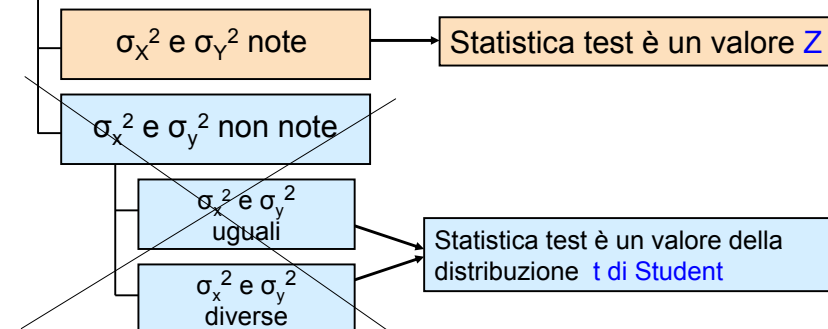 σX² e σY² note
Statistica test è un valore Z
σx² e σy² non note
σx² e σy²
uguali
Statistica test è un valore della
distribuzione t di Student
σx² e σy²
diverse